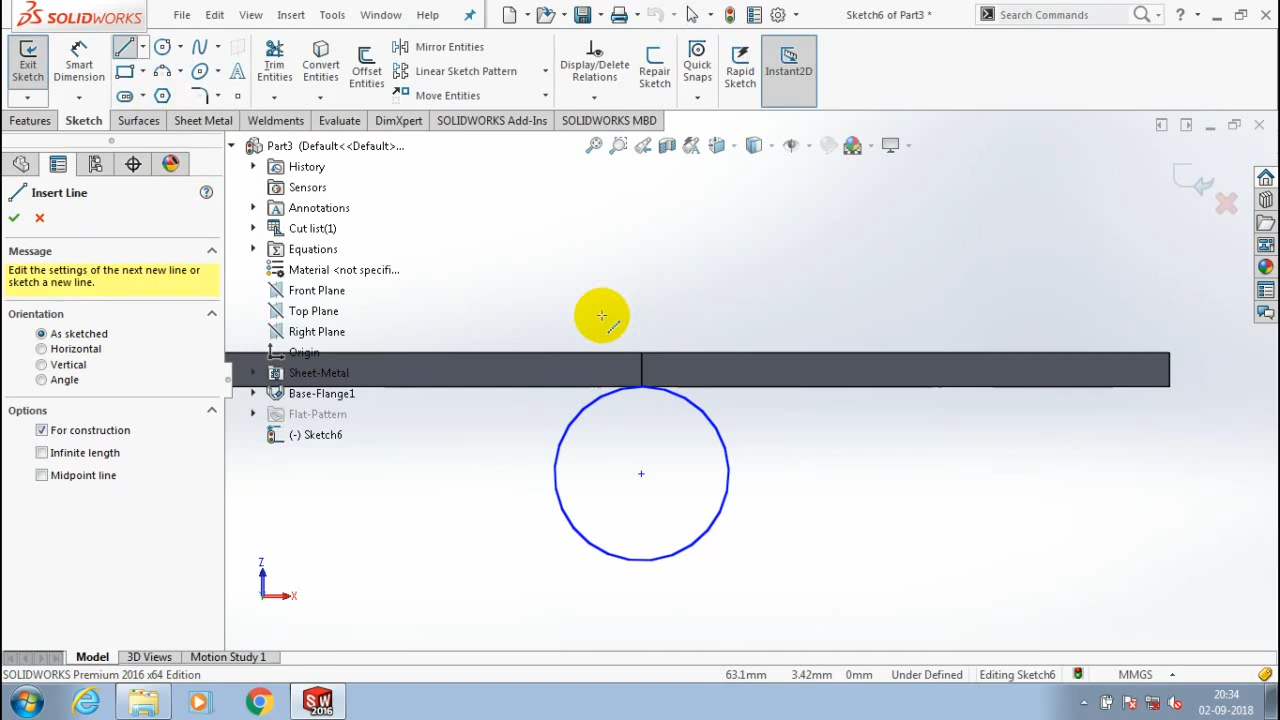 SOLIDWORKS File Edit View Insert Tools Window Help Sketch6 of Part3 * Search Commands ?
Exit Sketch
Smart Dimension
Trim Entities
Convert Entities
Offset Entities
Mirror Entities
Linear Sketch Pattern
Move Entities
Display/Delete Relations
Repair Sketch
Quick Snaps
Rapid Sketch
Instant2D
Features Sketch Surfaces Sheet Metal Weldments Evaluate DimXpert SOLIDWORKS Add-Ins SOLIDWORKS MBD
Insert Line
Message
Edit the settings of the next new line or
sketch a new line.
Orientation
As sketched
Horizontal
Vertical
Angle
Options
For construction
Infinite length
Midpoint line
Part3 (Default<<Default>...
History
Sensors
Annotations
Cut list(1)
Equations
Material <not specifi...
Front Plane
Top Plane
Right Plane
Origin
Sheet-Metal
Base-Flange1
Flat-Pattern
(-) Sketch6
Z
X
Model 3D Views Motion Study 1
SOLIDWORKS Premium 2016 x64 Edition 63.1mm 3.42mm 0mm Under Defined Editing Sketch6 MMGS
SW
2016
20:34
02-09-2018